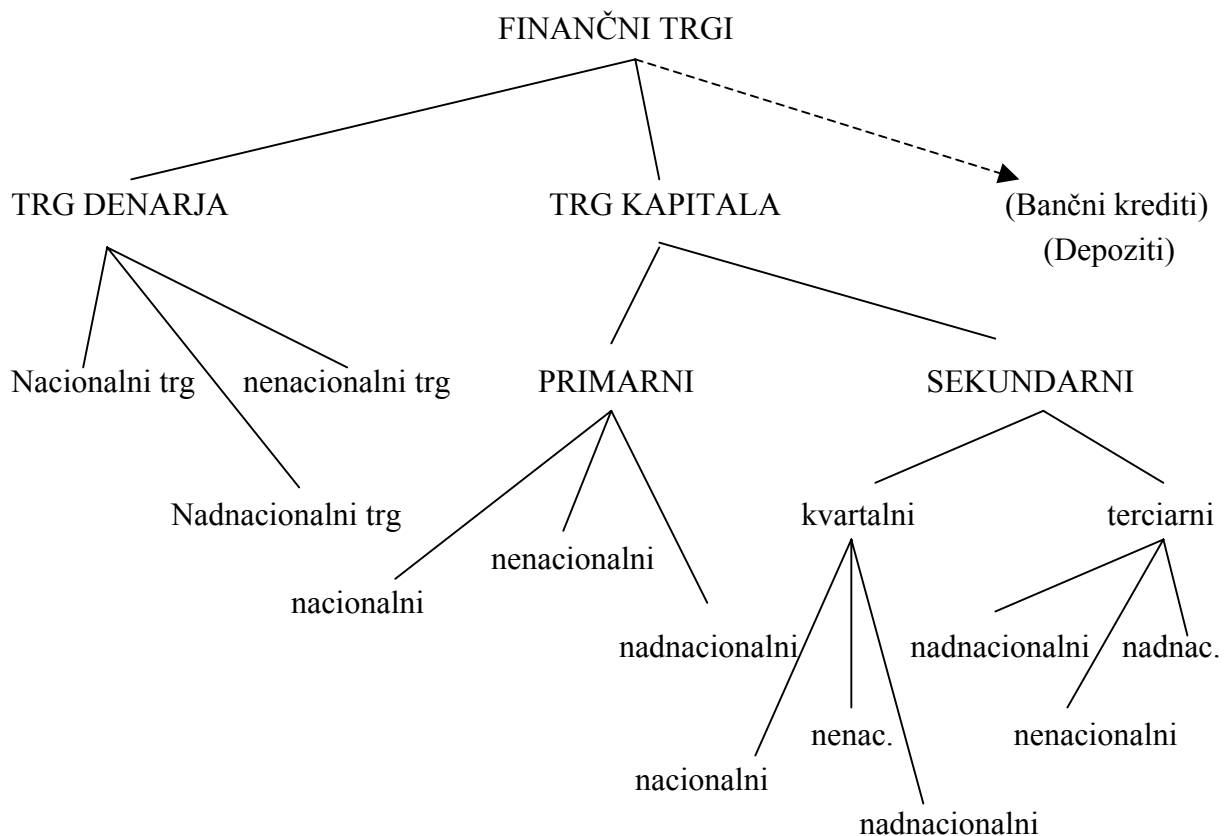 FINANČNI TRGI
TRG DENARJA
TRG KAPITALA
(Bančni krediti)
(Depoziti)
Nacionalni trg
nenacionalni trg
PRIMARNI
SEKUNDARNI
Nadnacionalni trg
kvartalni
terciarni
nenacionalni
nacionalni
nadnacionalni
nadnacionalni
nadnac.
nenac.
nenacionalni
nacionalni
nadnacionalni